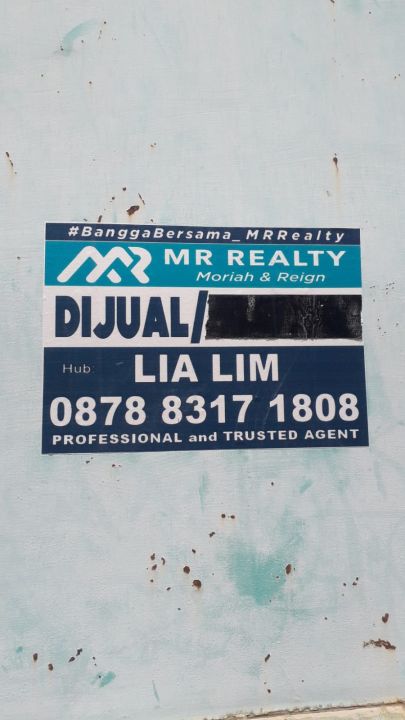 #BanggaBersama_MRRealty
MR REALTY
Moriah & Reign
DIJUAL/
Hub
LIA LIM
0878 8317 1808
PROFESSIONAL and TRUSTED AGENT